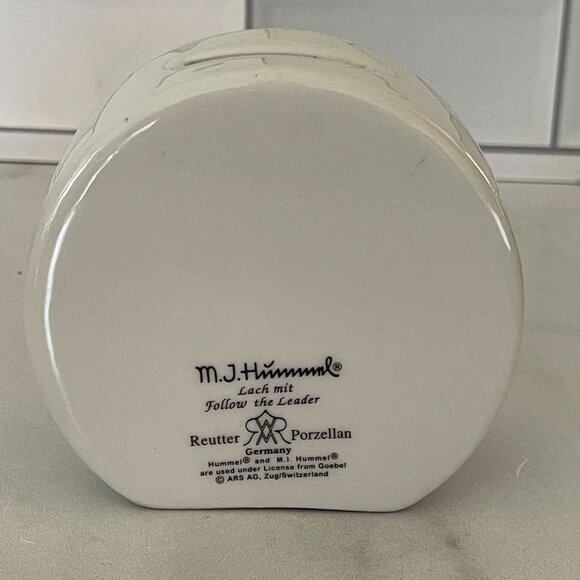 M.J.Hummel®
Lach mit
Follow the Leader
Reutter Porzellan
Germany
Hummel® and M.I. Hummel®
are used under License from Goebel
© ARS AG, Zug/Switzerland